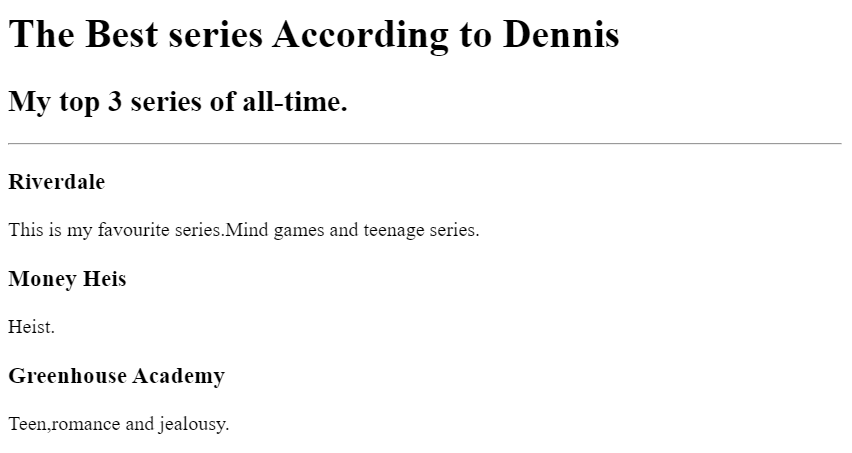 The Best series According to Dennis
My top 3 series of all-time.
Riverdale
This is my favourite series.Mind games and teenage series.
Money Heis
Heist.
Greenhouse Academy
Teen,romance and jealousy.